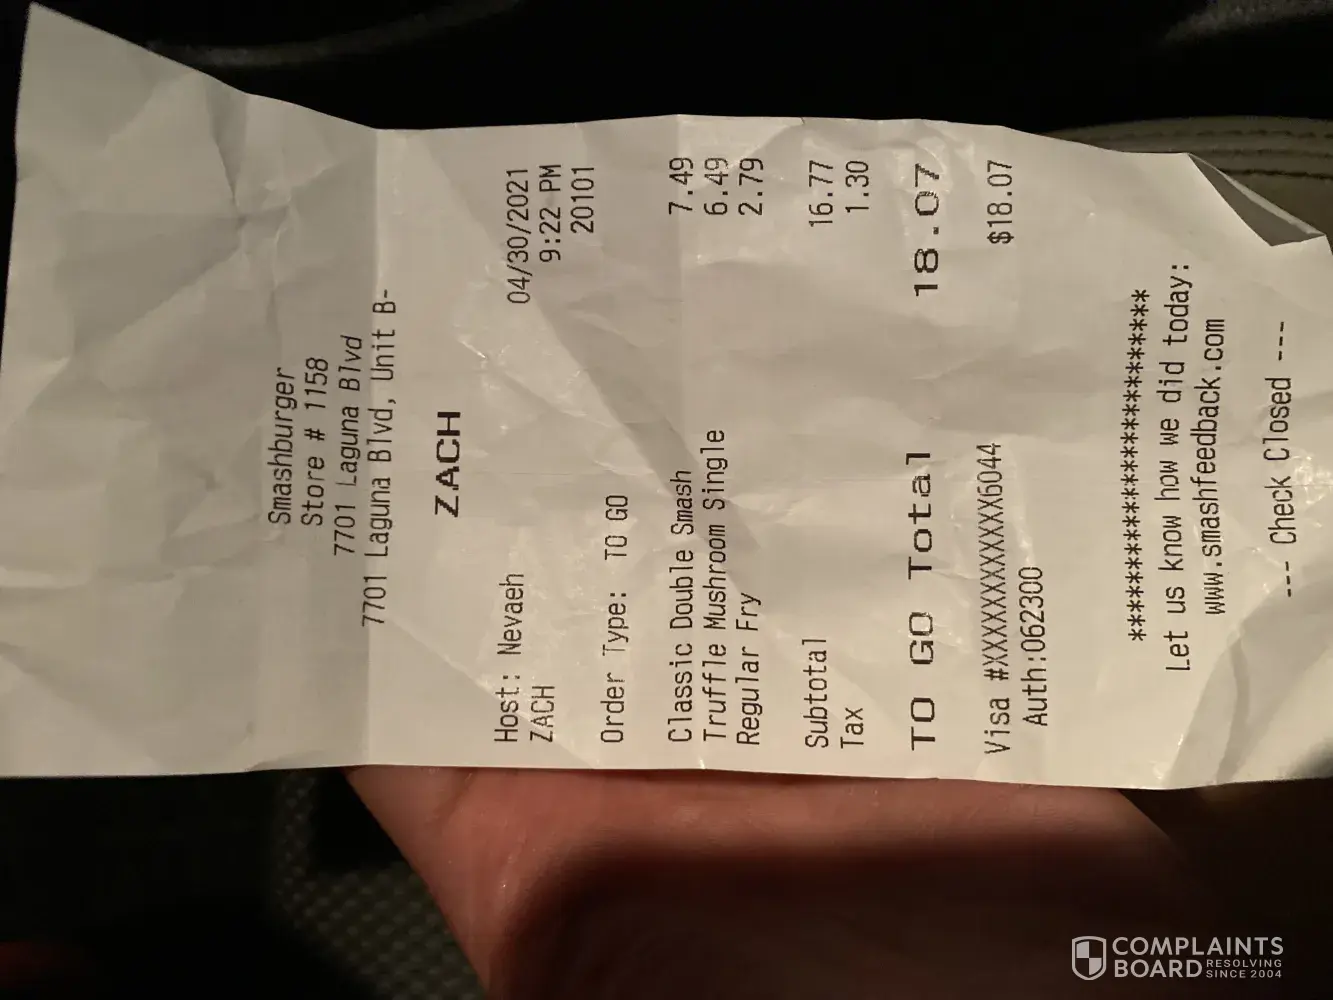 Smashburger
Store # 1158
7701 Laguna Blvd
7701 Laguna Blvd, Unit B-
ZACH
Host: Nevaeh 04/30/2021
ZACH 9:22 PM
20101
Order Type: TO GO
Classic Double Smash 7.49
Truffle Mushroom Single 6.49
Regular Fry 2.79
Subtotal 16.77
Tax 1.30
TO GO Total 18.07
Visa #XXXXXXXXXXXX6044 $18.07
Auth:062300
****************************
Let us know how we did today:
www.smashfeedback.com
--- Check Closed ---
COMPLAINTS
BOARD RESOLVING
SINCE 2004